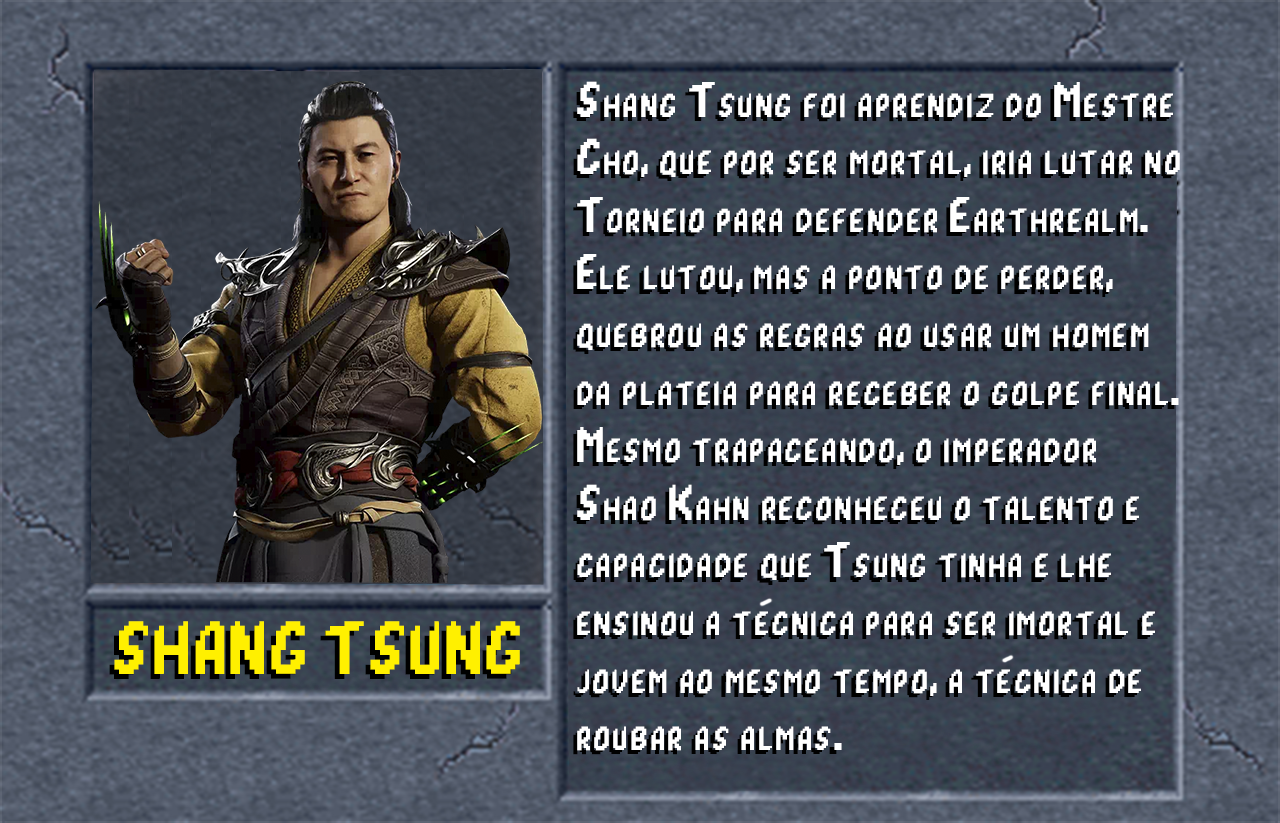 Shang Tsung foi aprendiz do Mestre
Cho, que por ser mortal, iria lutar no
Torneio para defender Earthrealm.
Ele lutou, mas a ponto de perder,
quebrou as regras ao usar um homem
da plateia para receber o golpe final.
Mesmo trapaceando, o imperador
Shao Kahn reconheceu o talento e
capacidade que Tsung tinha e lhe
ensinou a técnica para ser imortal e
jovem ao mesmo tempo, a técnica de
roubar as almas.
SHANG TSUNG